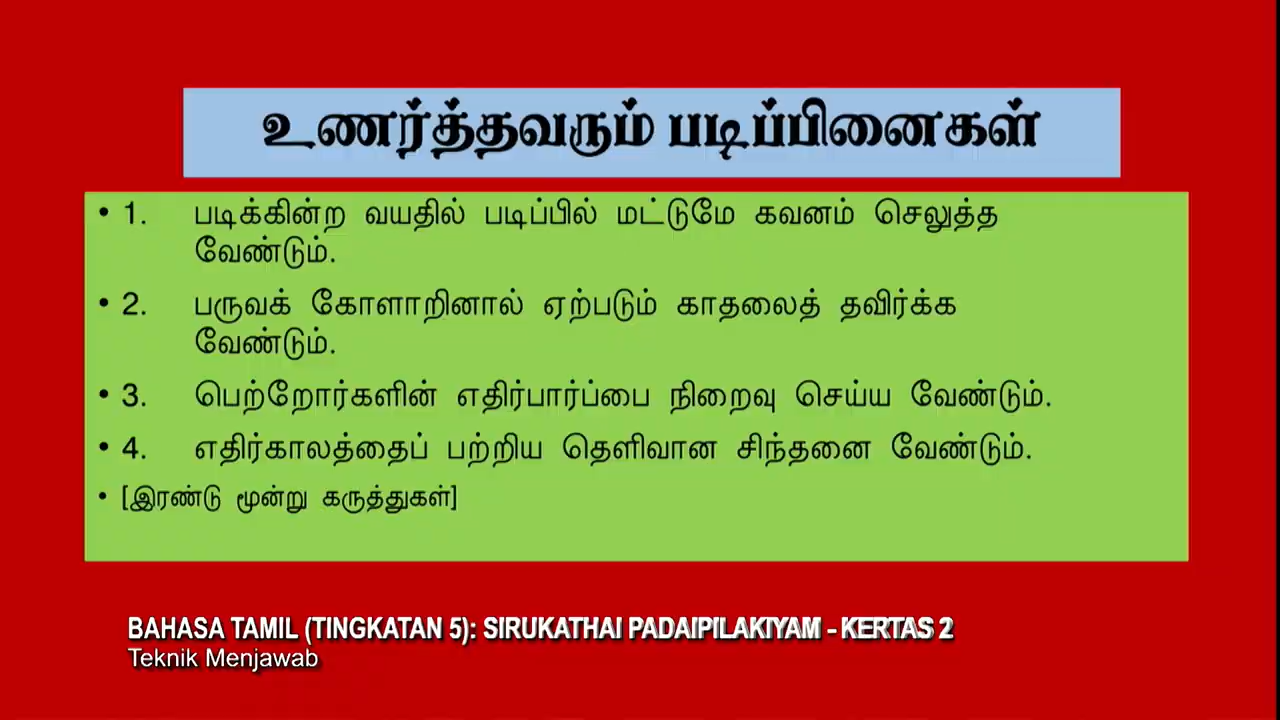 உணர்த்தவரும் படிப்பினைகள்
• 1. படிக்கின்ற வயதில் படிப்பில் மட்டுமே கவனம் செலுத்த
வேண்டும்.
• 2. பருவக் கோளாறினால் ஏற்படும் காதலைத் தவிர்க்க
வேண்டும்.
• 3. பெற்றோர்களின் எதிர்பார்ப்பை நிறைவு செய்ய வேண்டும்.
• 4. எதிர்காலத்தைப் பற்றிய தெளிவான சிந்தனை வேண்டும்.
• [இரண்டு மூன்று கருத்துகள்]
BAHASA TAMIL (TINGKATAN 5): SIRUKATHAI PADAIPILAKIYAM - KERTAS 2
Teknik Menjawab